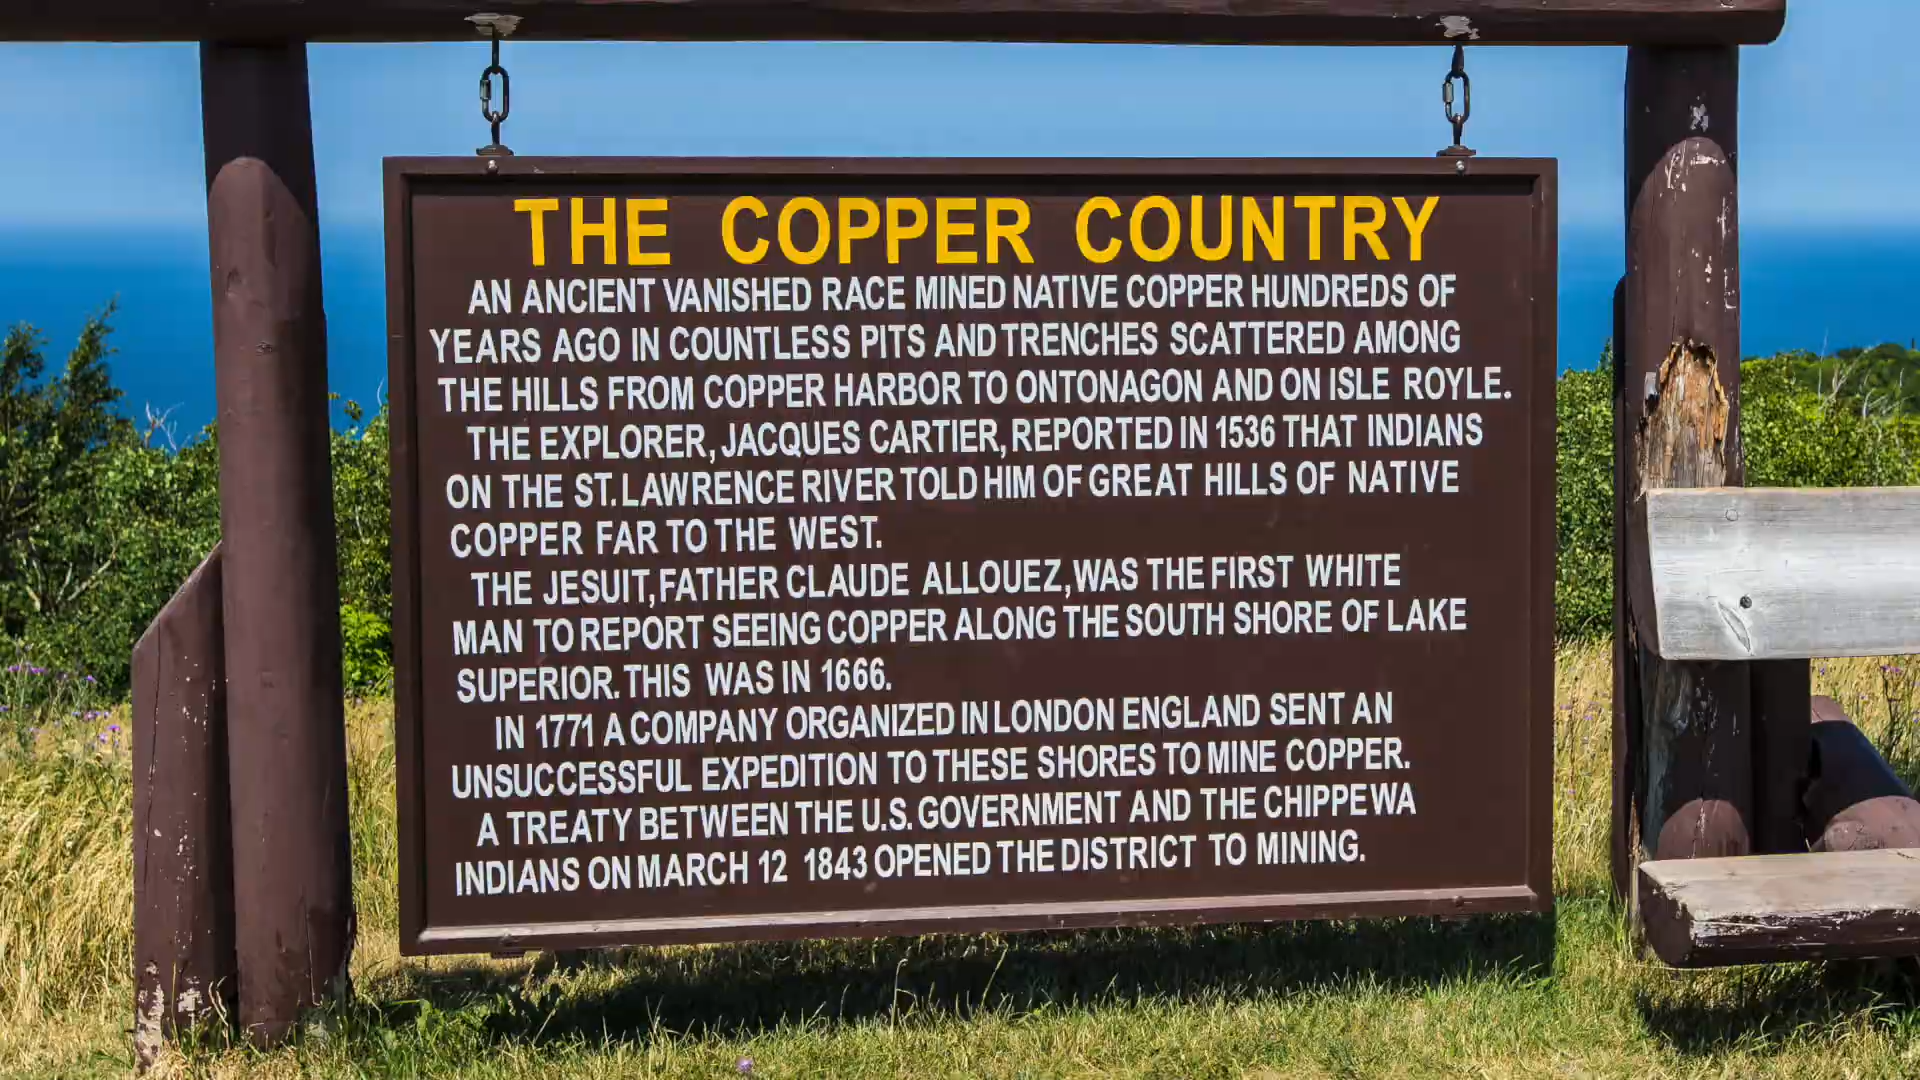 THE COPPER COUNTRY
AN ANCIENT VANISHED RACE MINED NATIVE COPPER HUNDREDS OF
YEARS AGO IN COUNTLESS PITS AND TRENCHES SCATTERED AMONG
THE HILLS FROM COPPER HARBOR TO ONTONAGON AND ON ISLE ROYLE.
THE EXPLORER, JACQUES CARTIER, REPORTED IN 1536 THAT INDIANS
ON THE ST. LAWRENCE RIVER TOLD HIM OF GREAT HILLS OF NATIVE
COPPER FAR TO THE WEST.
THE JESUIT, FATHER CLAUDE ALLOUEZ, WAS THE FIRST WHITE
MAN TO REPORT SEEING COPPER ALONG THE SOUTH SHORE OF LAKE
SUPERIOR. THIS WAS IN 1666.
IN 1771 A COMPANY ORGANIZED IN LONDON ENGLAND SENT AN
UNSUCCESSFUL EXPEDITION TO THESE SHORES TO MINE COPPER.
A TREATY BETWEEN THE U.S. GOVERNMENT AND THE CHIPPEWA
INDIANS ON MARCH 12 1843 OPENED THE DISTRICT TO MINING.